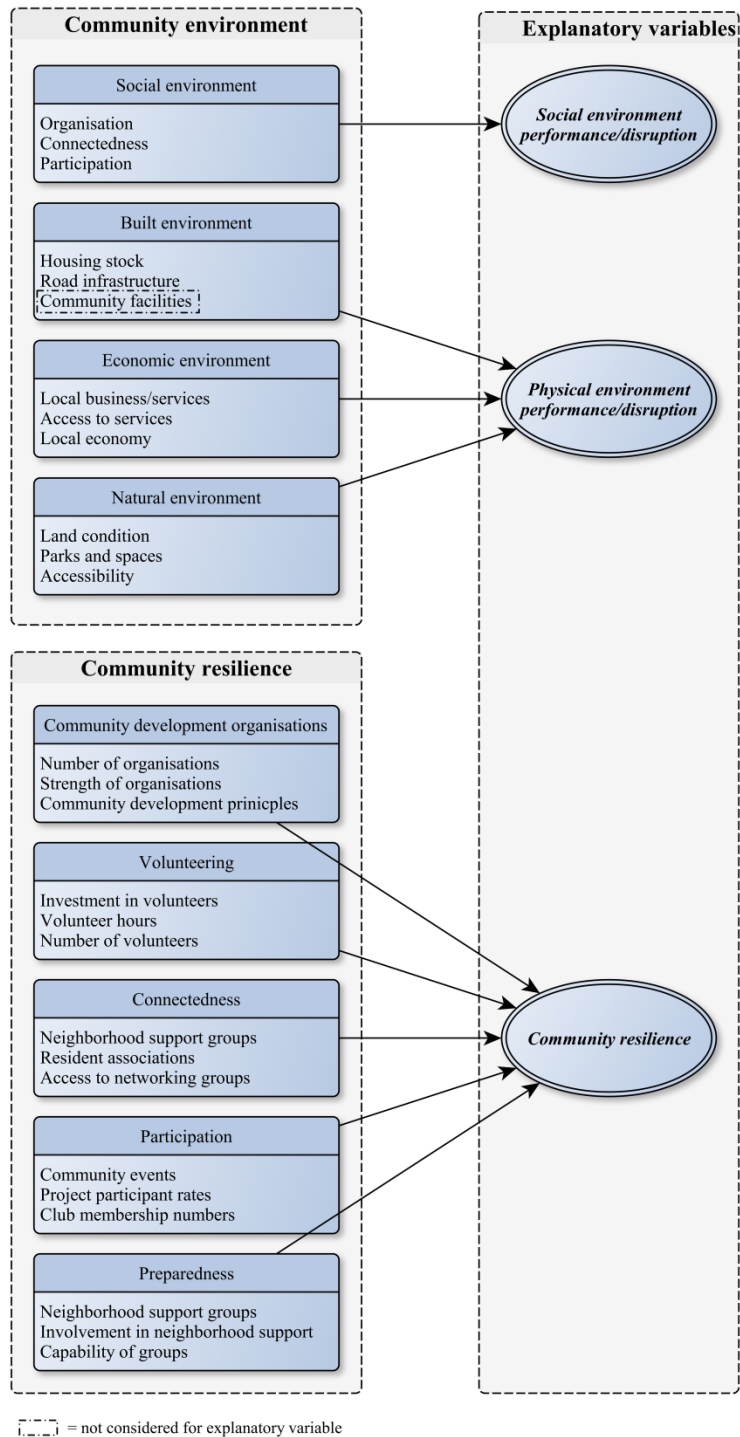 Community environment
Social environment
Organisation
Connectedness
Participation
Built environment
Housing stock
Road infrastructure
Community facilities
Economic environment
Local business/services
Access to services
Local economy
Natural environment
Land condition
Parks and spaces
Accessibility
Community resilience
Community development organisations
Number of organisations
Strength of organisations
Community development prinicples
Volunteering
Investment in volunteers
Volunteer hours
Number of volunteers
Connectedness
Neighborhood support groups
Resident associations
Access to networking groups
Participation
Community events
Project participant rates
Club membership numbers
Preparedness
Neighborhood support groups
Involvement in neighborhood support
Capability of groups
Explanatory variables
Social environment
performance/disruption
Physical environment
performance/disruption
Community resilience
= not considered for explanatory variable